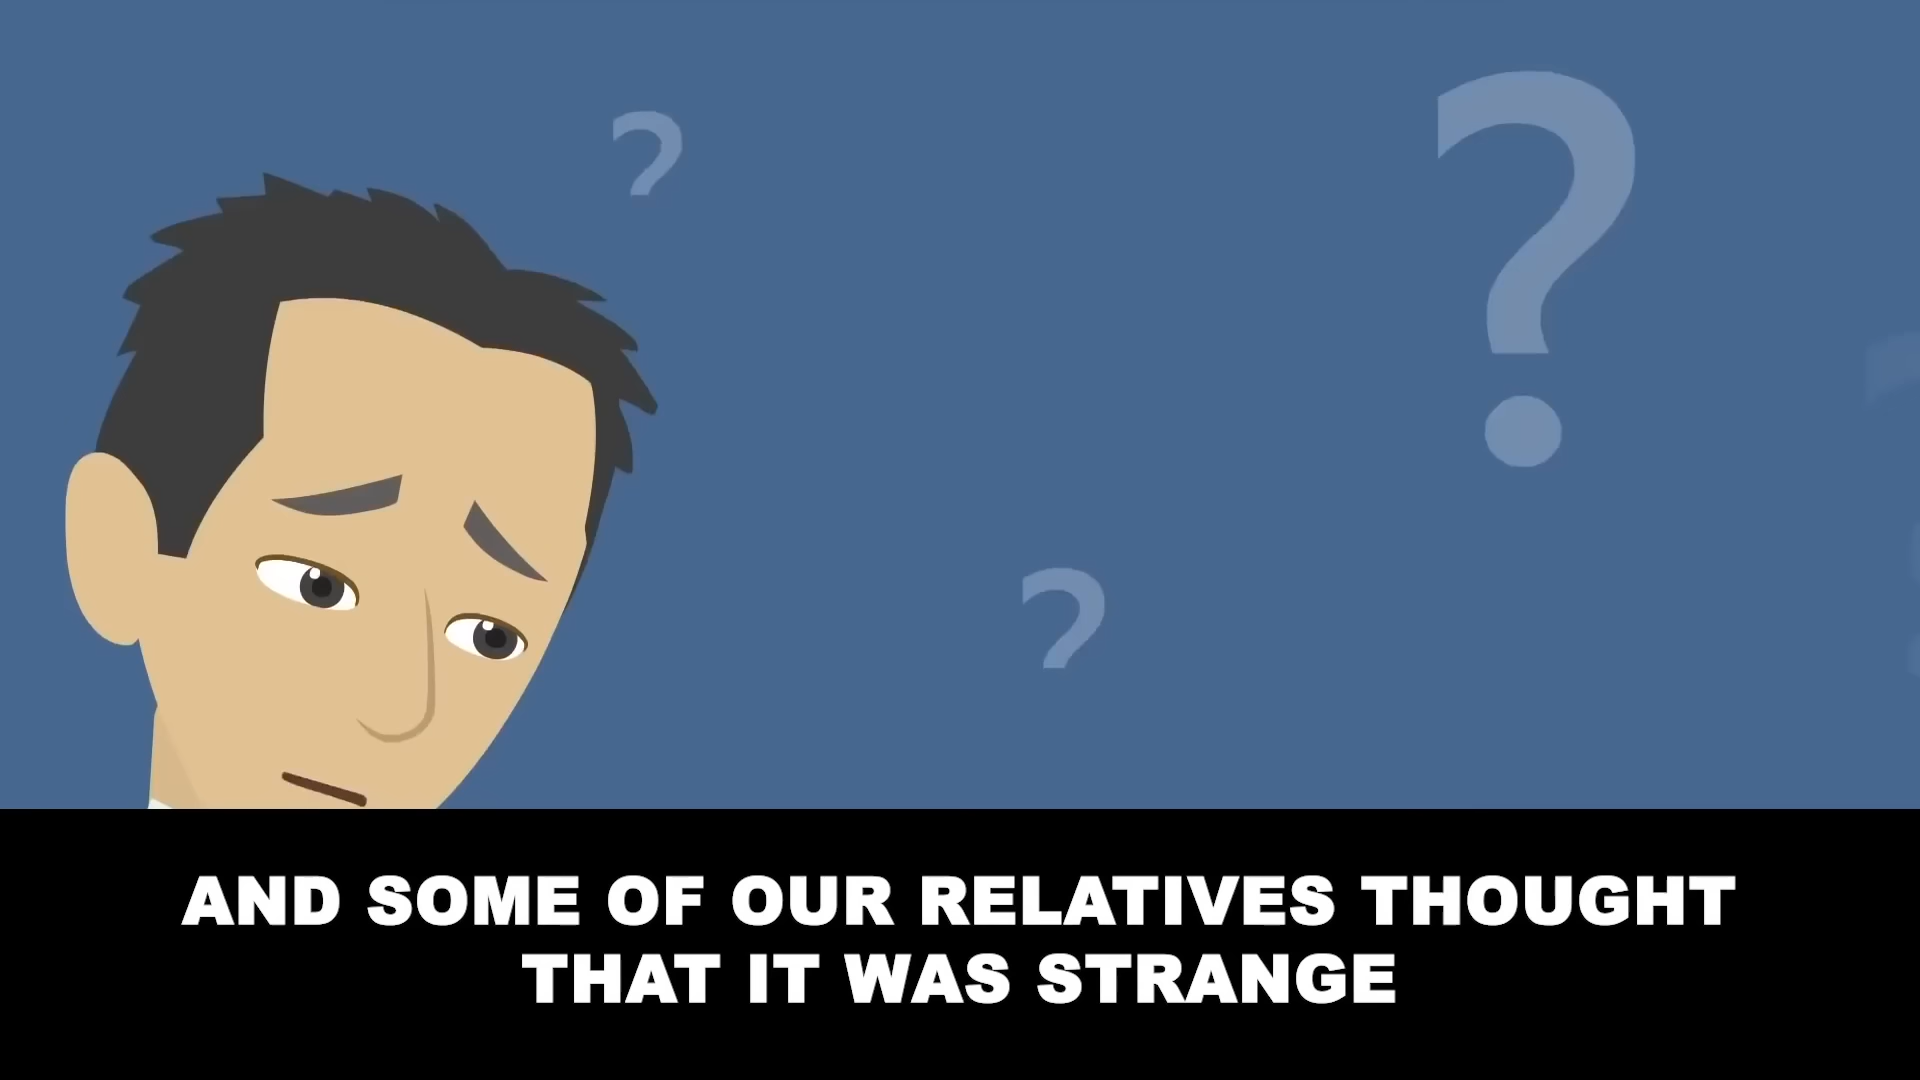 ?
?
?
AND SOME OF OUR RELATIVES THOUGHT
THAT IT WAS STRANGE